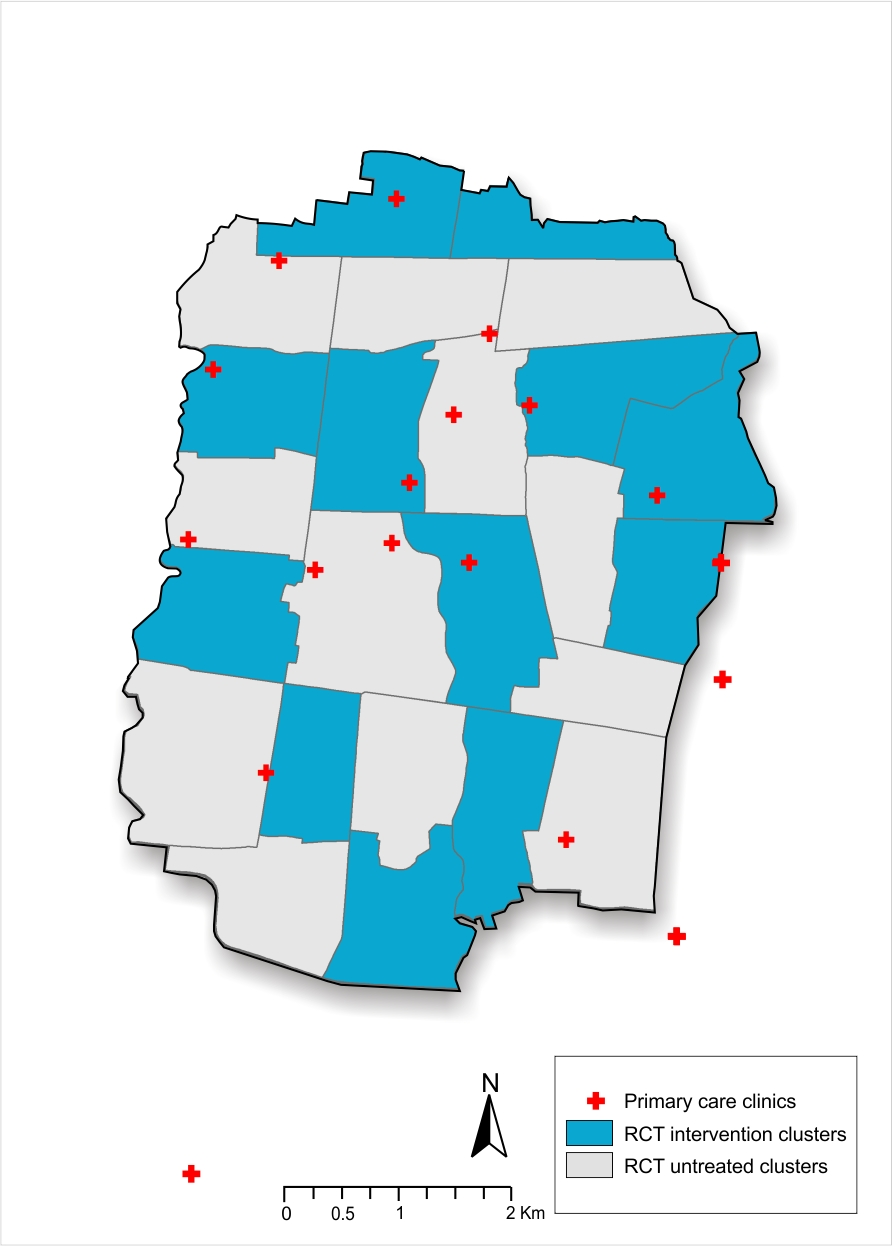 N
Primary care clinics
RCT intervention clusters
RCT untreated clusters
0 0.5 1 2 Km